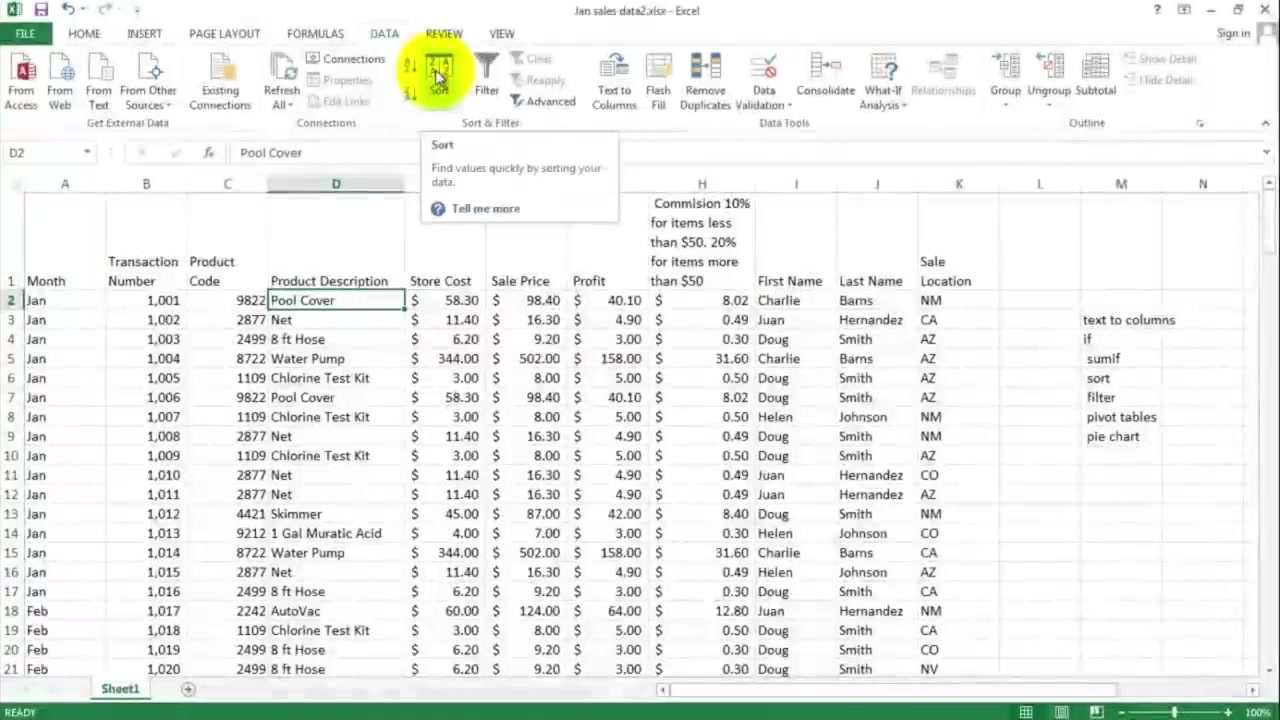 Jan sales data2.xlsx - Excel
FILE HOME INSERT PAGE LAYOUT FORMULAS DATA REVIEW VIEW Sign in
From Access
From Web
From Text
From Other Sources
Existing Connections
Get External Data
Refresh All
Connections
Properties
Edit Links
Connections
Sort
Filter
Clear
Reapply
Advanced
Sort & Filter
Text to Columns
Flash Fill
Remove Duplicates
Data Validation
Consolidate
What-If Analysis
Relationships
Data Tools
Group
Ungroup
Subtotal
Show Detail
Hide Detail
Outline
D2 fx Pool Cover
Sort
Find values quickly by sorting your
data.
Tell me more
A B C D H I J K L M N
Commision 10%
for items less
than $50. 20%
for items more
than $50
1 Month Transaction Number Product Code Product Description Store Cost Sale Price Profit First Name Last Name Sale Location
2 Jan 1,001 9822 Pool Cover $ 58.30 $ 98.40 $ 40.10 $ 8.02 Charlie Barns NM
3 Jan 1,002 2877 Net $ 11.40 $ 16.30 $ 4.90 $ 0.49 Juan Hernandez CA text to columns
4 Jan 1,003 2499 8 ft Hose $ 6.20 $ 9.20 $ 3.00 $ 0.30 Doug Smith AZ if
5 Jan 1,004 8722 Water Pump $ 344.00 $ 502.00 $ 158.00 $ 31.60 Charlie Barns AZ sumif
6 Jan 1,005 1109 Chlorine Test Kit $ 3.00 $ 8.00 $ 5.00 $ 0.50 Doug Smith AZ sort
7 Jan 1,006 9822 Pool Cover $ 58.30 $ 98.40 $ 40.10 $ 8.02 Doug Smith AZ filter
8 Jan 1,007 1109 Chlorine Test Kit $ 3.00 $ 8.00 $ 5.00 $ 0.50 Helen Johnson NM pivot tables
9 Jan 1,008 2877 Net $ 11.40 $ 16.30 $ 4.90 $ 0.49 Doug Smith NM pie chart
10 Jan 1,009 1109 Chlorine Test Kit $ 3.00 $ 8.00 $ 5.00 $ 0.50 Doug Smith AZ
11 Jan 1,010 2877 Net $ 11.40 $ 16.30 $ 4.90 $ 0.49 Juan Hernandez CO
12 Jan 1,011 2877 Net $ 11.40 $ 16.30 $ 4.90 $ 0.49 Juan Hernandez AZ
13 Jan 1,012 4421 Skimmer $ 45.00 $ 87.00 $ 42.00 $ 8.40 Doug Smith NM
14 Jan 1,013 9212 1 Gal Muratic Acid $ 4.00 $ 7.00 $ 3.00 $ 0.30 Helen Johnson CO
15 Jan 1,014 8722 Water Pump $ 344.00 $ 502.00 $ 158.00 $ 31.60 Charlie Barns CA
16 Jan 1,015 2877 Net $ 11.40 $ 16.30 $ 4.90 $ 0.49 Helen Johnson AZ
17 Jan 1,016 2499 8 ft Hose $ 6.20 $ 9.20 $ 3.00 $ 0.30 Doug Smith CA
18 Feb 1,017 2242 AutoVac $ 60.00 $ 124.00 $ 64.00 $ 12.80 Juan Hernandez NM
19 Feb 1,018 1109 Chlorine Test Kit $ 3.00 $ 8.00 $ 5.00 $ 0.50 Doug Smith CA
20 Feb 1,019 2499 8 ft Hose $ 6.20 $ 9.20 $ 3.00 $ 0.30 Doug Smith CO
21 Feb 1,020 2499 8 ft Hose $ 6.20 $ 9.20 $ 3.00 $ 0.30 Doug Smith NV
Sheet1
READY 100%